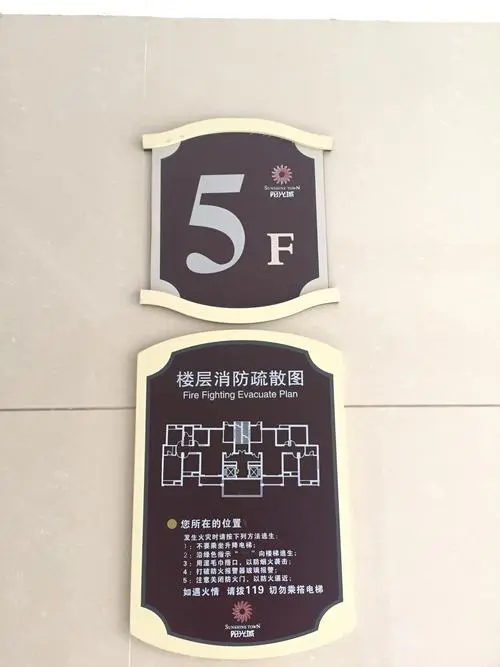 5 F
SUNSHINE TOWN
阳光城
楼层消防疏散图
Fire Fighting Evacuate Plan
您所在的位置
发生火灾时请按下列方法逃生:
1:不要乘坐升降电梯;
2:沿绿色指示“ ”向楼梯逃生;
3:用湿毛巾捂口,以防烟火袭击;
4:打破防火报警器玻璃报警;
5:注意关闭防火门,以防火逼近;
如遇火情 请拨119 切勿乘搭电梯
SUNSHINE TOWN
阳光城